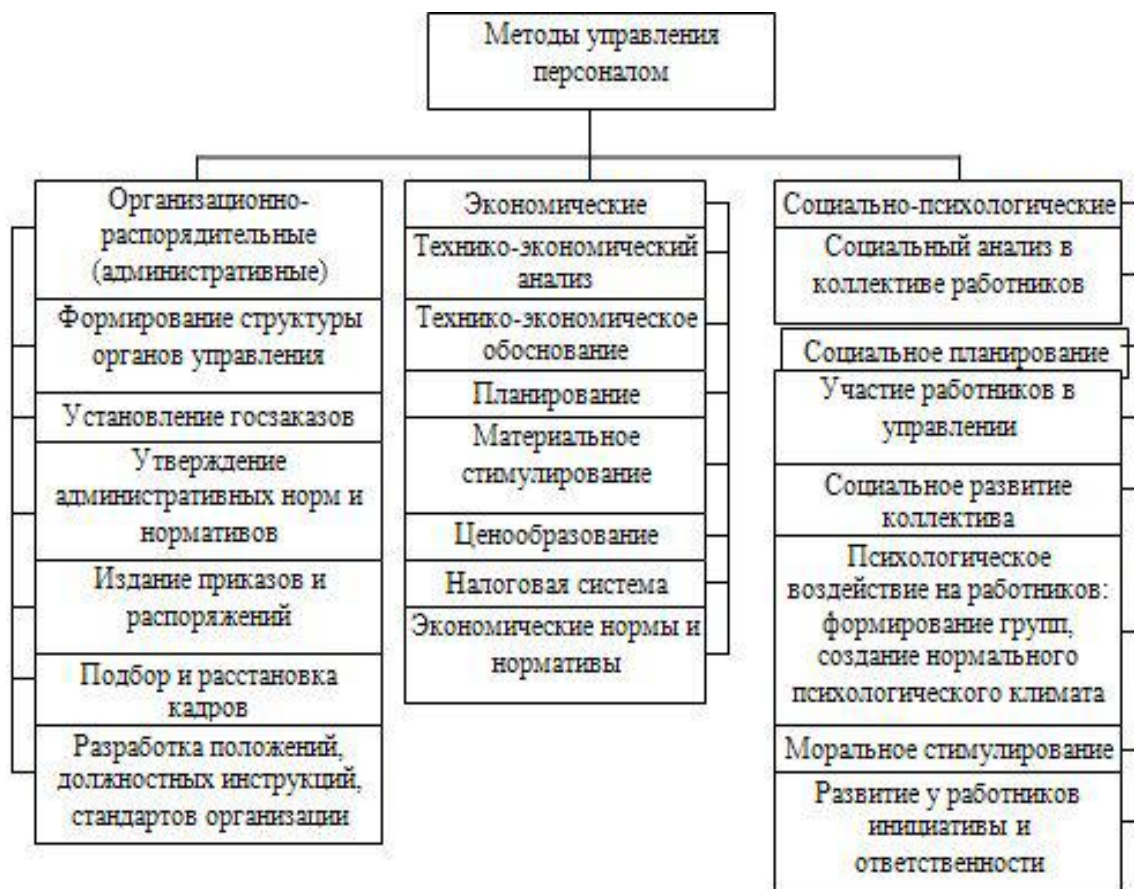 Методы управления
персоналом
Организационно-
распорядительные
(административные)
Формирование структуры
органов управления
Установление госзаказов
Утверждение
административных норм и
нормативов
Издание приказов и
распоряжений
Подбор и расстановка
кадров
Разработка положений,
должностных инструкций,
стандартов организации
Экономические
Технико-экономический
анализ
Технико-экономическое
обоснование
Планирование
Материальное
стимулирование
Ценообразование
Налоговая система
Экономические нормы и
нормативы
Социально-психологические
Социальный анализ в
коллективе работников
Социальное планирование
Участие работников в
управлении
Социальное развитие
коллектива
Психологическое
воздействие на работников:
формирование групп,
создание нормального
психологического климата
Моральное стимулирование
Развитие у работников
инициативы и
ответственности